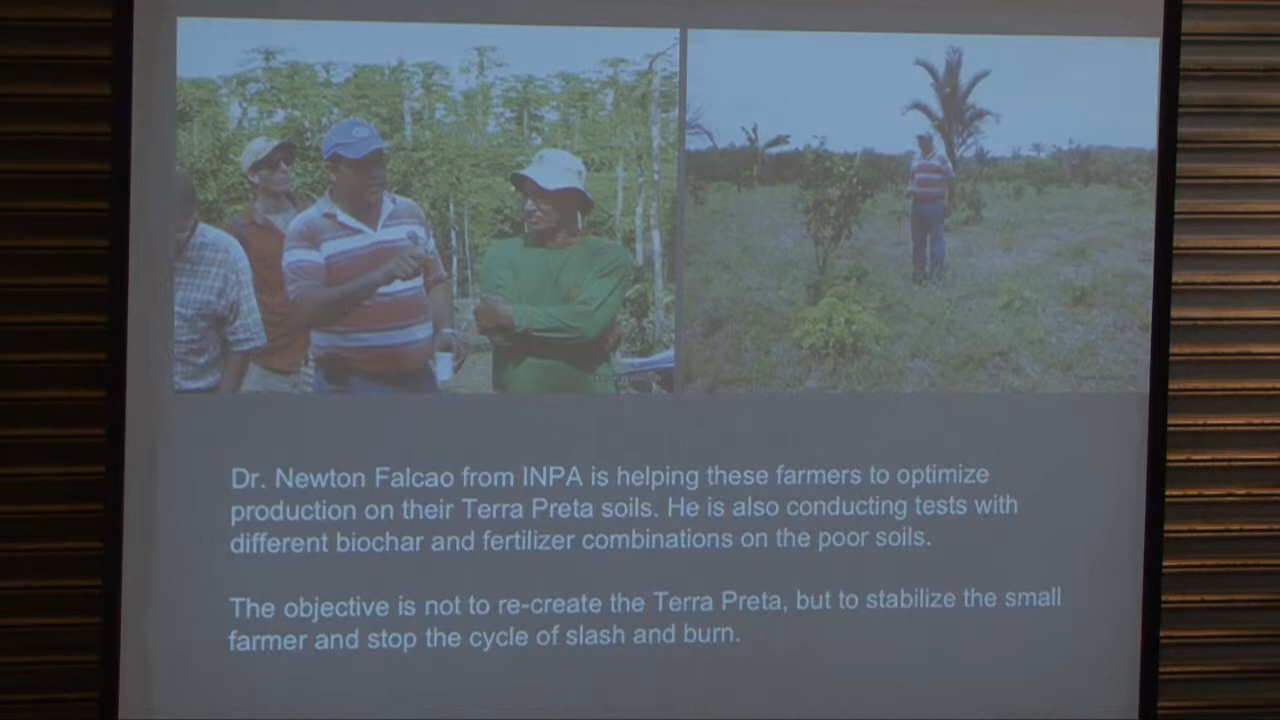 Dr. Newton Falcao from INPA is helping these farmers to optimize
production on their Terra Preta soils. He is also conducting tests with
different biochar and fertilizer combinations on the poor soils.
The objective is not to re-create the Terra Preta, but to stabilize the small
farmer and stop the cycle of slash and burn.